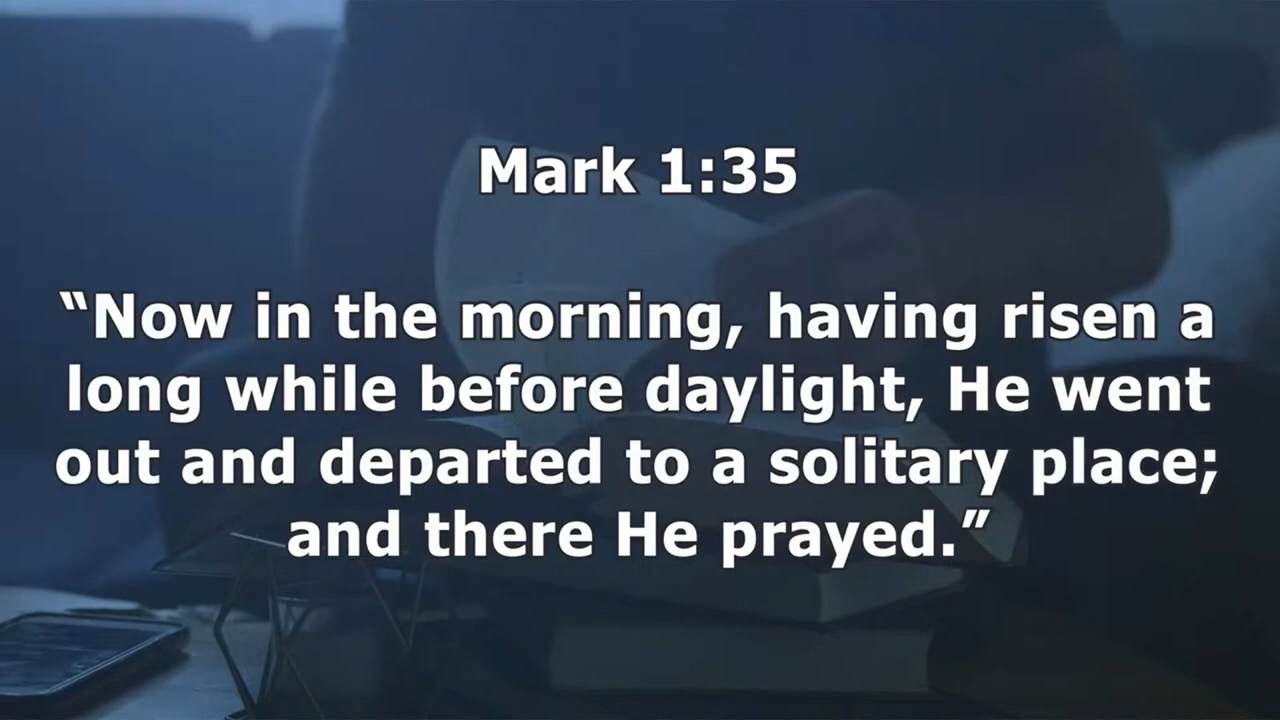 Mark 1:35
“Now in the morning, having risen a
long while before daylight, He went
out and departed to a solitary place;
and there He prayed.”